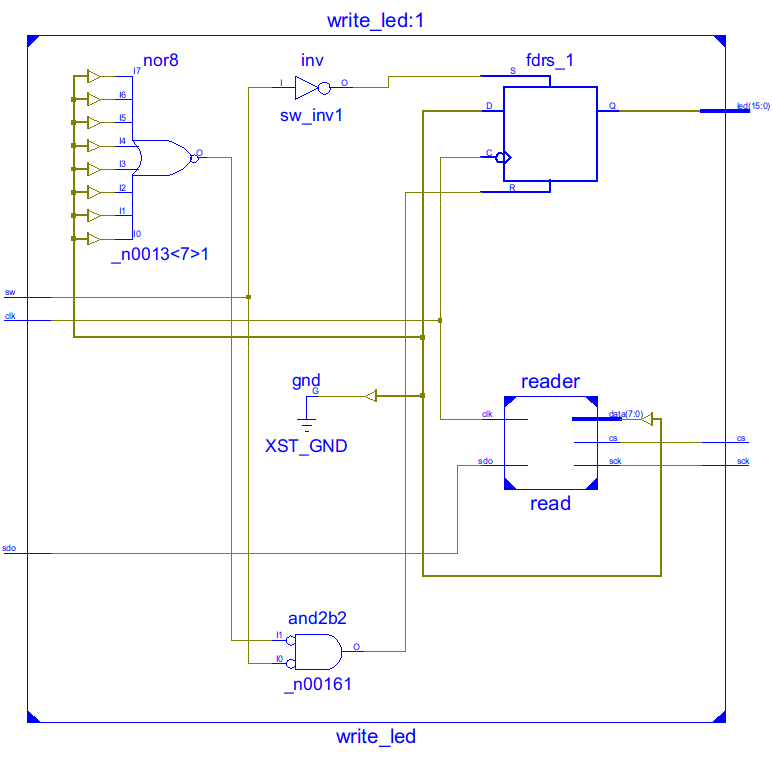 write_led:1
nor8
inv
fdrs_1
I7
I6
I5
I4
I3
I2
I1
I0
O
_n0013<7>1
I
O
sw_inv1
S
D
C
R
Q
led(15:0)
sw
clk
gnd
G
XST_GND
reader
clk
sdo
data(7:0)
cs
sck
read
cs
sck
sdo
and2b2
I1
I0
O
_n00161
write_led